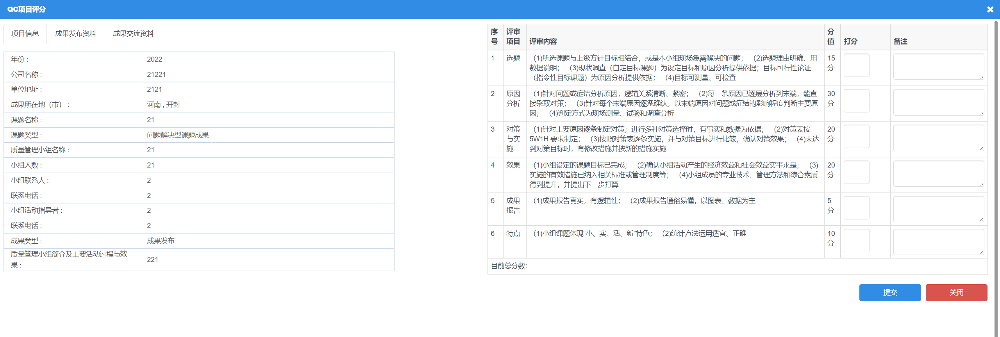 QC项目评分
项目信息 成果发布资料 成果交流资料
年份 : 2022
公司名称 : 21221
单位地址 : 2121
成果所在地（市） : 河南 , 开封
课题名称 : 21
课题类型 : 问题解决型课题成果
质量管理小组名称 : 21
小组人数 : 21
小组联系人 : 2
联系电话 : 2
小组活动指导者 : 2
联系电话 : 2
成果类型 : 成果发布
质量管理小组简介及主要活动过程与效
果 : 221
序号 评审项目 评审内容 分值 打分 备注
1 选题 （1)所选课题与上级方针目标相结合，或是本小组现场急需解决的问题； （2)选题理由明确、用 15分
数据说明； （3)现状调查（自定目标课题）为设定目标和原因分析提供依据；目标可行性论证
（指令性目标课题）为原因分析提供依据； （4)目标可测量、可检查
2 原因分析 （1)针对问题或症结分析原因，逻辑关系清晰、紧密； （2)每一条原因已逐层分析到末端，能直 30分
接采取对策； （3)针对每个末端原因逐条确认，以末端原因对问题或症结的影响程度判断主要原
因； （4)判定方式为现场测量、试验和调查分析
3 对策与实施 （1)针对主要原因逐条制定对策；进行多种对策选择时，有事实和数据为依据； （2)对策表按 20分
5W1H 要求制定； （3)按照对策表逐条实施，并与对策目标进行比较，确认对策效果； （4)未达
到对策目标时，有修改措施并按新的措施实施
4 效果 （1)小组设定的课题目标已完成； （2)确认小组活动产生的经济效益和社会效益实事求是； （3) 20分
实施的有效措施已纳入相关标准或管理制度等； （4)小组成员的专业技术、管理方法和综合素质
得到提升，并提出下一步打算
5 成果报告 （1)成果报告真实，有逻辑性； （2)成果报告通俗易懂，以图表、数据为主 5分
6 特点 （1)小组课题体现“小、实、活、新”特色； （2)统计方法运用适宜、正确 10分
目前总分数：
提交 关闭